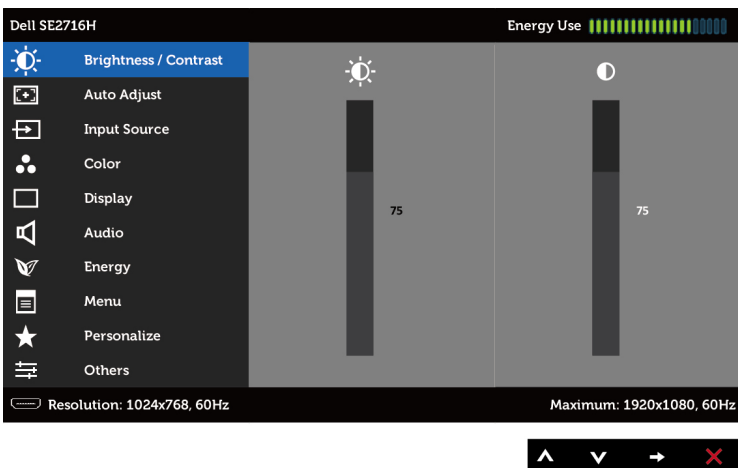 Dell SE2716H
Energy Use
Brightness / Contrast
Auto Adjust
Input Source
Color
Display
Audio
Energy
Menu
Personalize
Others
75
75
Resolution: 1024x768, 60Hz
Maximum: 1920x1080, 60Hz